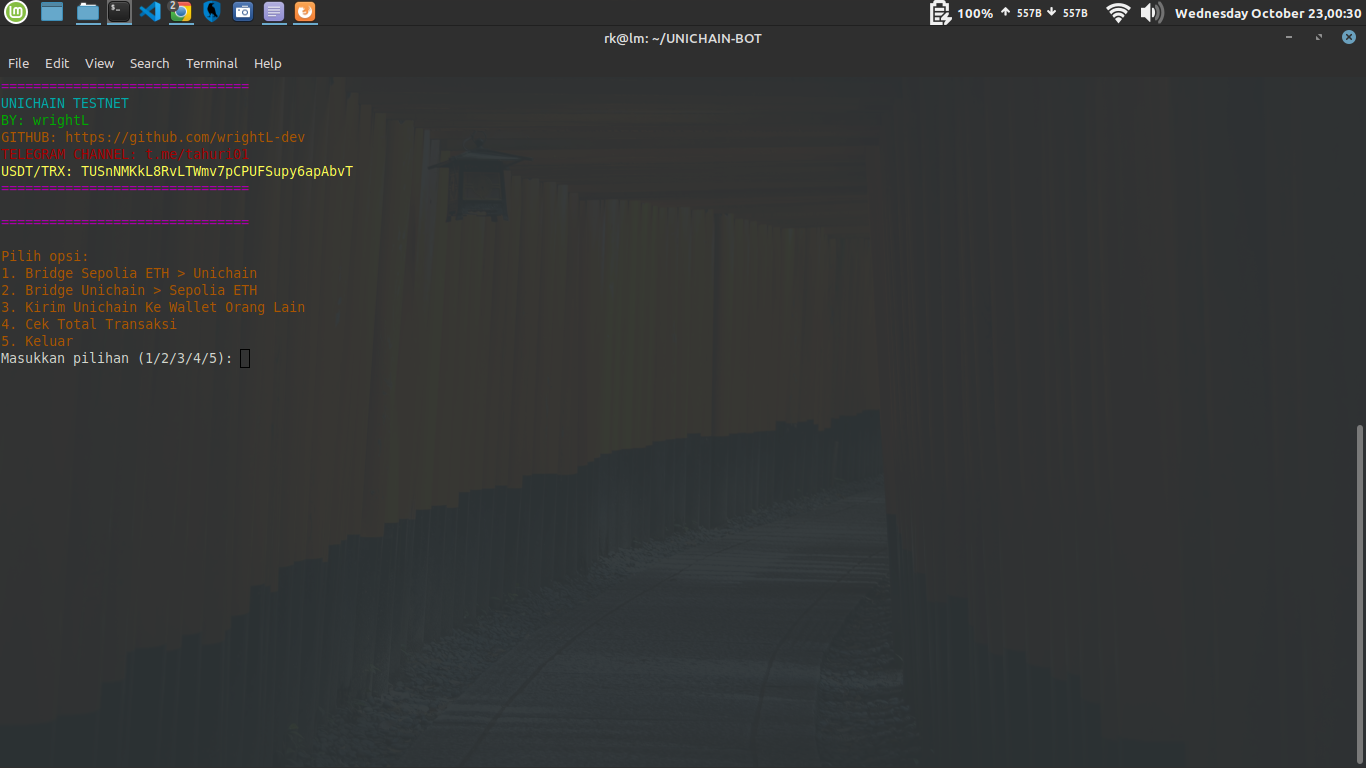 2
100% 557B 557B Wednesday October 23,00:30
rk@lm: ~/UNICHAIN-BOT
File Edit View Search Terminal Help
===============================
UNICHAIN TESTNET
BY: wrightL
GITHUB: https://github.com/wrightL-dev
TELEGRAM CHANNEL: t.me/tahuri01
USDT/TRX: TUSnNMKkL8RvLTWmv7pCPUFSupy6apAbvT
===============================
===============================
Pilih opsi:
1. Bridge Sepolia ETH > Unichain
2. Bridge Unichain > Sepolia ETH
3. Kirim Unichain Ke Wallet Orang Lain
4. Cek Total Transaksi
5. Keluar
Masukkan pilihan (1/2/3/4/5):